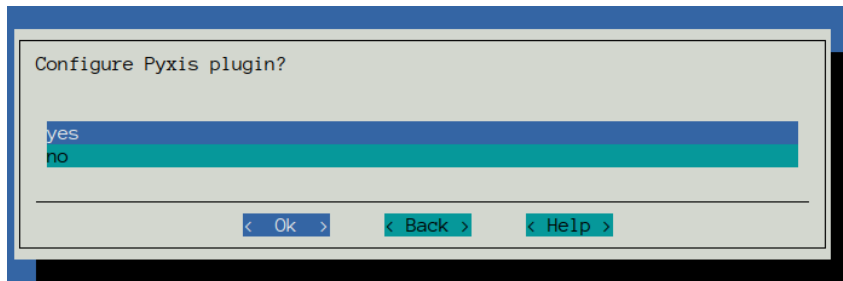 Configure Pyxis plugin?
yes
no
< Ok >
< Back >
< Help >